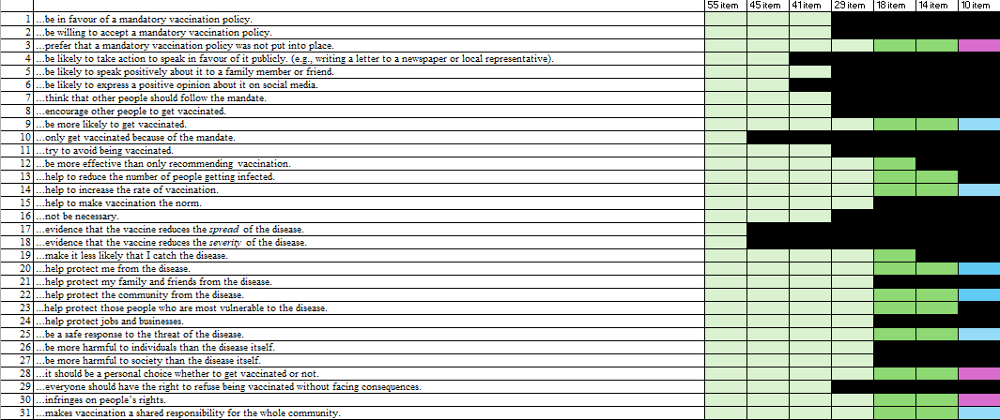 55 item 45 item 41 item 29 item 18 item 14 item 10 item
1 ...be in favour of a mandatory vaccination policy.
2 ...be willing to accept a mandatory vaccination policy.
3 ...prefer that a mandatory vaccination policy was not put into place.
4 ...be likely to take action to speak in favour of it publicly. (e.g., writing a letter to a newspaper or local representative).
5 ...be likely to speak positively about it to a family member or friend.
6 ...be likely to express a positive opinion about it on social media.
7 ...think that other people should follow the mandate.
8 ...encourage other people to get vaccinated.
9 ...be more likely to get vaccinated.
10 ...only get vaccinated because of the mandate.
11 ...try to avoid being vaccinated.
12 ...be more effective than only recommending vaccination.
13 ...help to reduce the number of people getting infected.
14 ...help to increase the rate of vaccination.
15 ...help to make vaccination the norm.
16 ...not be necessary.
17 ...evidence that the vaccine reduces the spread of the disease.
18 ...evidence that the vaccine reduces the severity of the disease.
19 ...make it less likely that I catch the disease.
20 ...help protect me from the disease.
21 ...help protect my family and friends from the disease.
22 ...help protect the community from the disease.
23 ...help protect those people who are most vulnerable to the disease.
24 ...help protect jobs and businesses.
25 ...be a safe response to the threat of the disease.
26 ...be more harmful to individuals than the disease itself.
27 ...be more harmful to society than the disease itself.
28 ...it should be a personal choice whether to get vaccinated or not.
29 ...everyone should have the right to refuse being vaccinated without facing consequences.
30 ...infringes on people's rights.
31 ...makes vaccination a shared responsibility for the whole community.